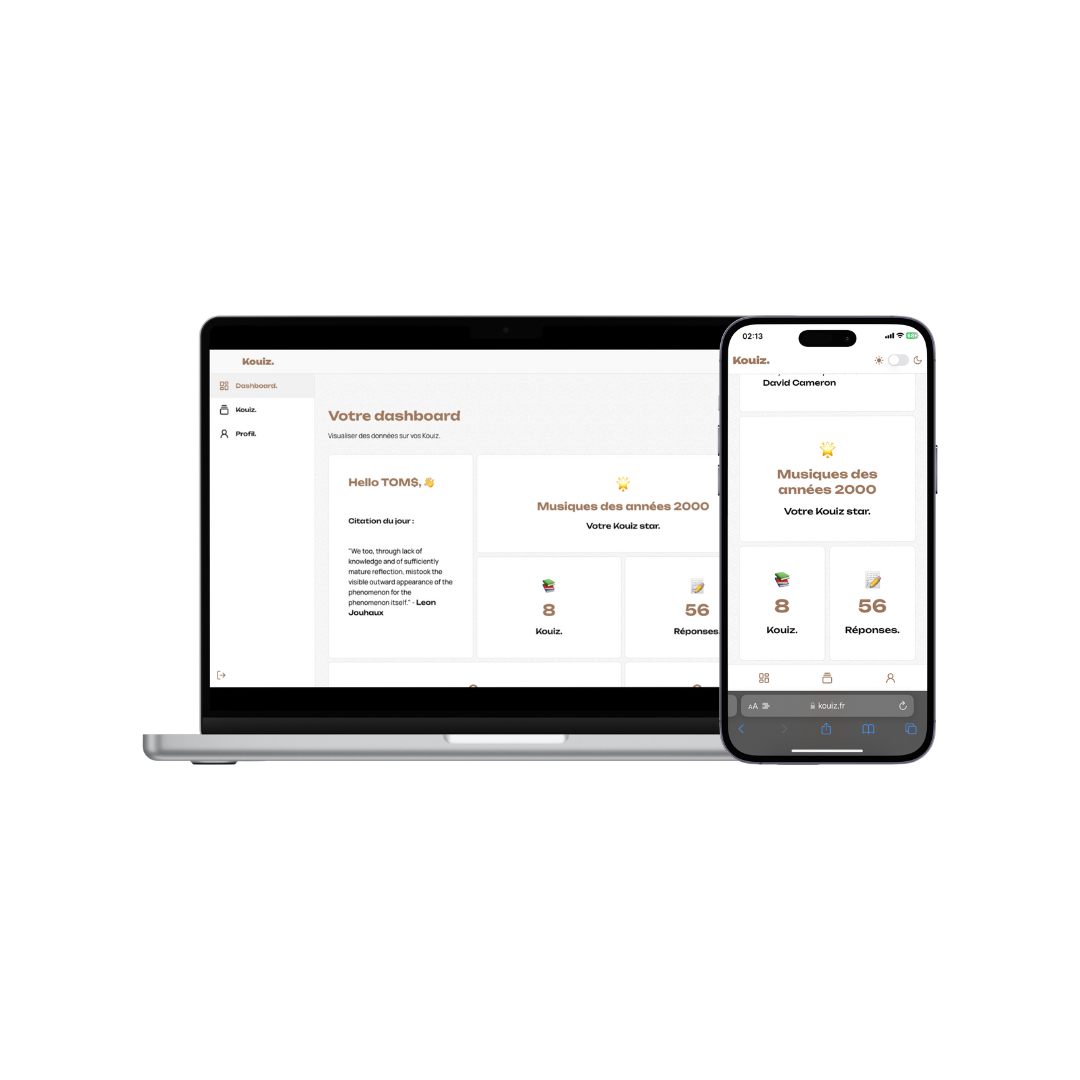 Kouiz.
Dashboard.
Kouiz.
Profil.
Votre dashboard
Visualiser des données sur vos Kouiz.
Hello TOM$, 👋
Citation du jour :
"We too, through lack of
knowledge and of sufficiently
mature reflection, mistook the
visible outward appearance of the
phenomenon for the
phenomenon itself." - Leon
Jouhaux
Musiques des années 2000
Votre Kouiz star.
8
Kouiz.
56
Réponses.
02:13
Kouiz.
David Cameron
Musiques des
années 2000
Votre Kouiz star.
8
Kouiz.
56
Réponses.
AA
kouiz.fr